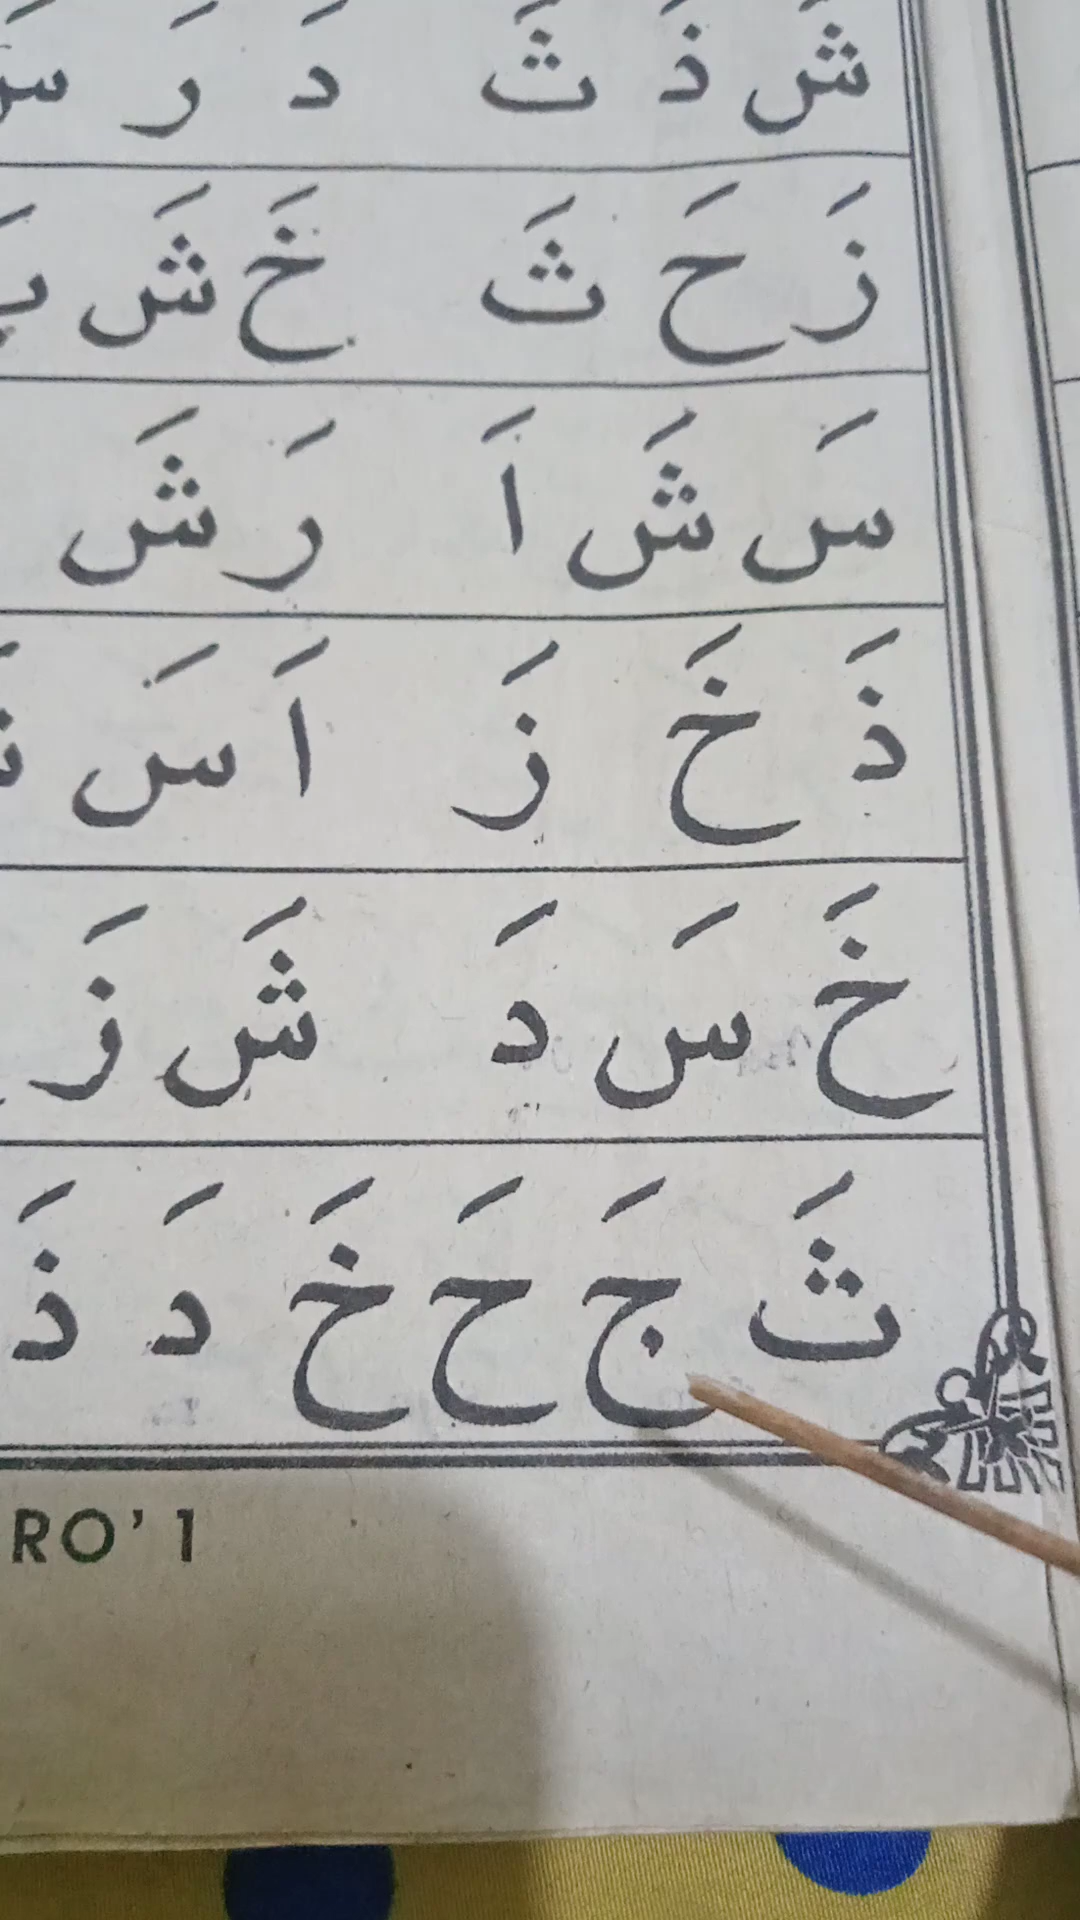 شَ ذَ ثَ دَ رَ
زَ حَ ثَ خَ شَ
سَ شَ اَ رَ شَ
ذَ خَ زَ اَ سَ
خَ سَ دَ شَ زَ
ثَ جَ حَ خَ دَ ذَ
RO' 1